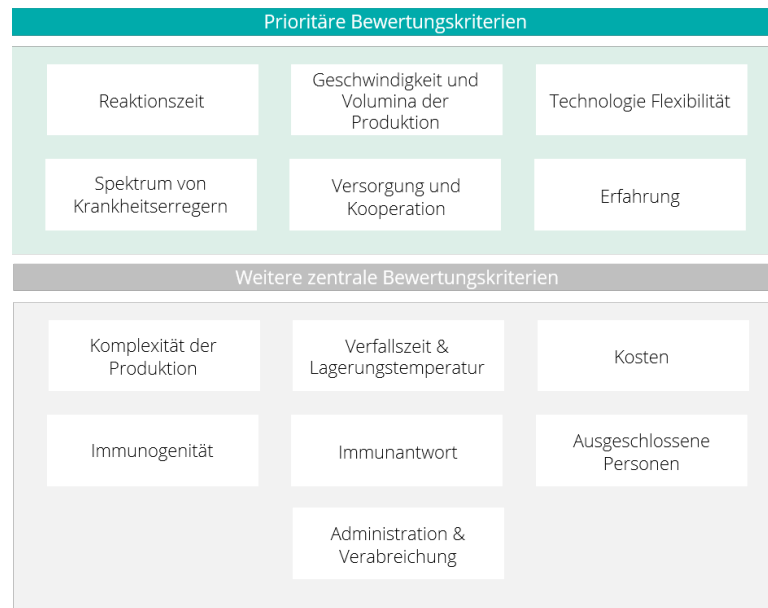 Prioritäre Bewertungskriterien
Reaktionszeit
Geschwindigkeit und
Volumina der
Produktion
Technologie Flexibilität
Spektrum von
Krankheitserregern
Versorgung und
Kooperation
Erfahrung
Weitere zentrale Bewertungskriterien
Komplexität der
Produktion
Verfallszeit &
Lagerungstemperatur
Kosten
Immunogenität
Immunantwort
Ausgeschlossene
Personen
Administration &
Verabreichung